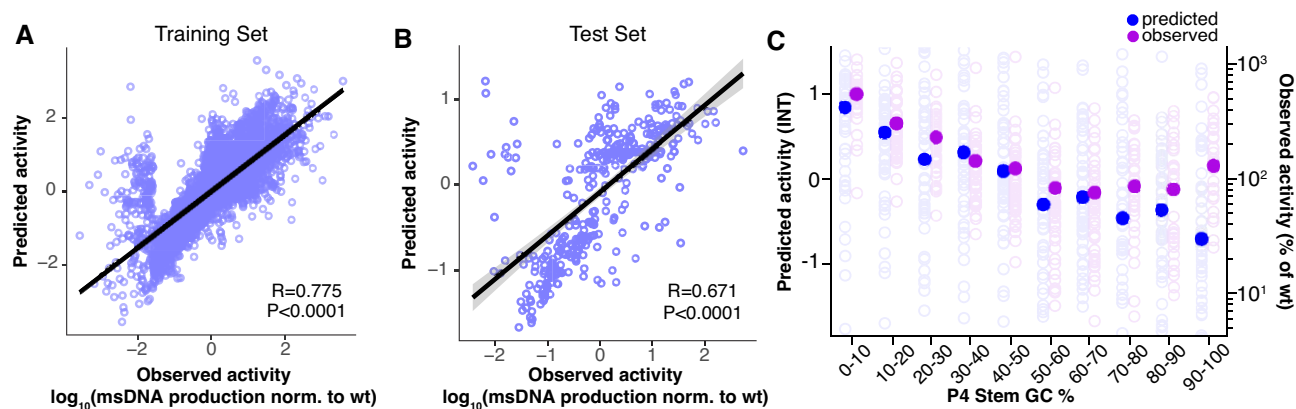 A
Training Set
Predicted activity
2
0
−2
−2
0
2
R=0.775
P<0.0001
Observed activity
log10(msDNA production norm. to wt)
B
Test Set
Predicted activity
1
0
−1
−2
−1
0
1
2
R=0.671
P<0.0001
Observed activity
log10(msDNA production norm. to wt)
C
predicted
observed
Predicted activity (INT)
1
0
-1
10³
10²
10¹
Observed activity (% of wt)
0-10
10-20
20-30
30-40
40-50
50-60
60-70
70-80
80-90
90-100
P4 Stem GC %